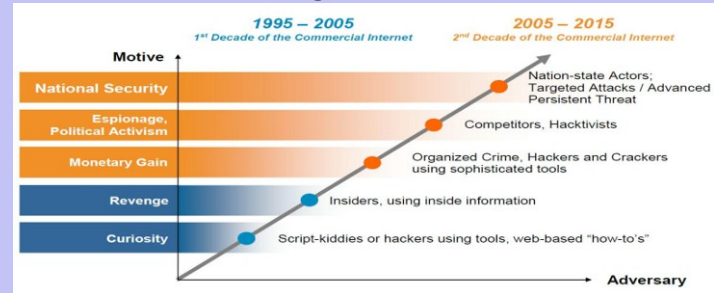 1995 – 2005
1st Decade of the Commercial Internet
2005 – 2015
2nd Decade of the Commercial Internet
Motive
National Security
Nation-state Actors;
Targeted Attacks / Advanced
Persistent Threat
Espionage,
Political Activism
Competitors, Hacktivists
Monetary Gain
Organized Crime, Hackers and Crackers
using sophisticated tools
Revenge
Insiders, using inside information
Curiosity
Script-kiddies or hackers using tools, web-based "how-to's"
Adversary